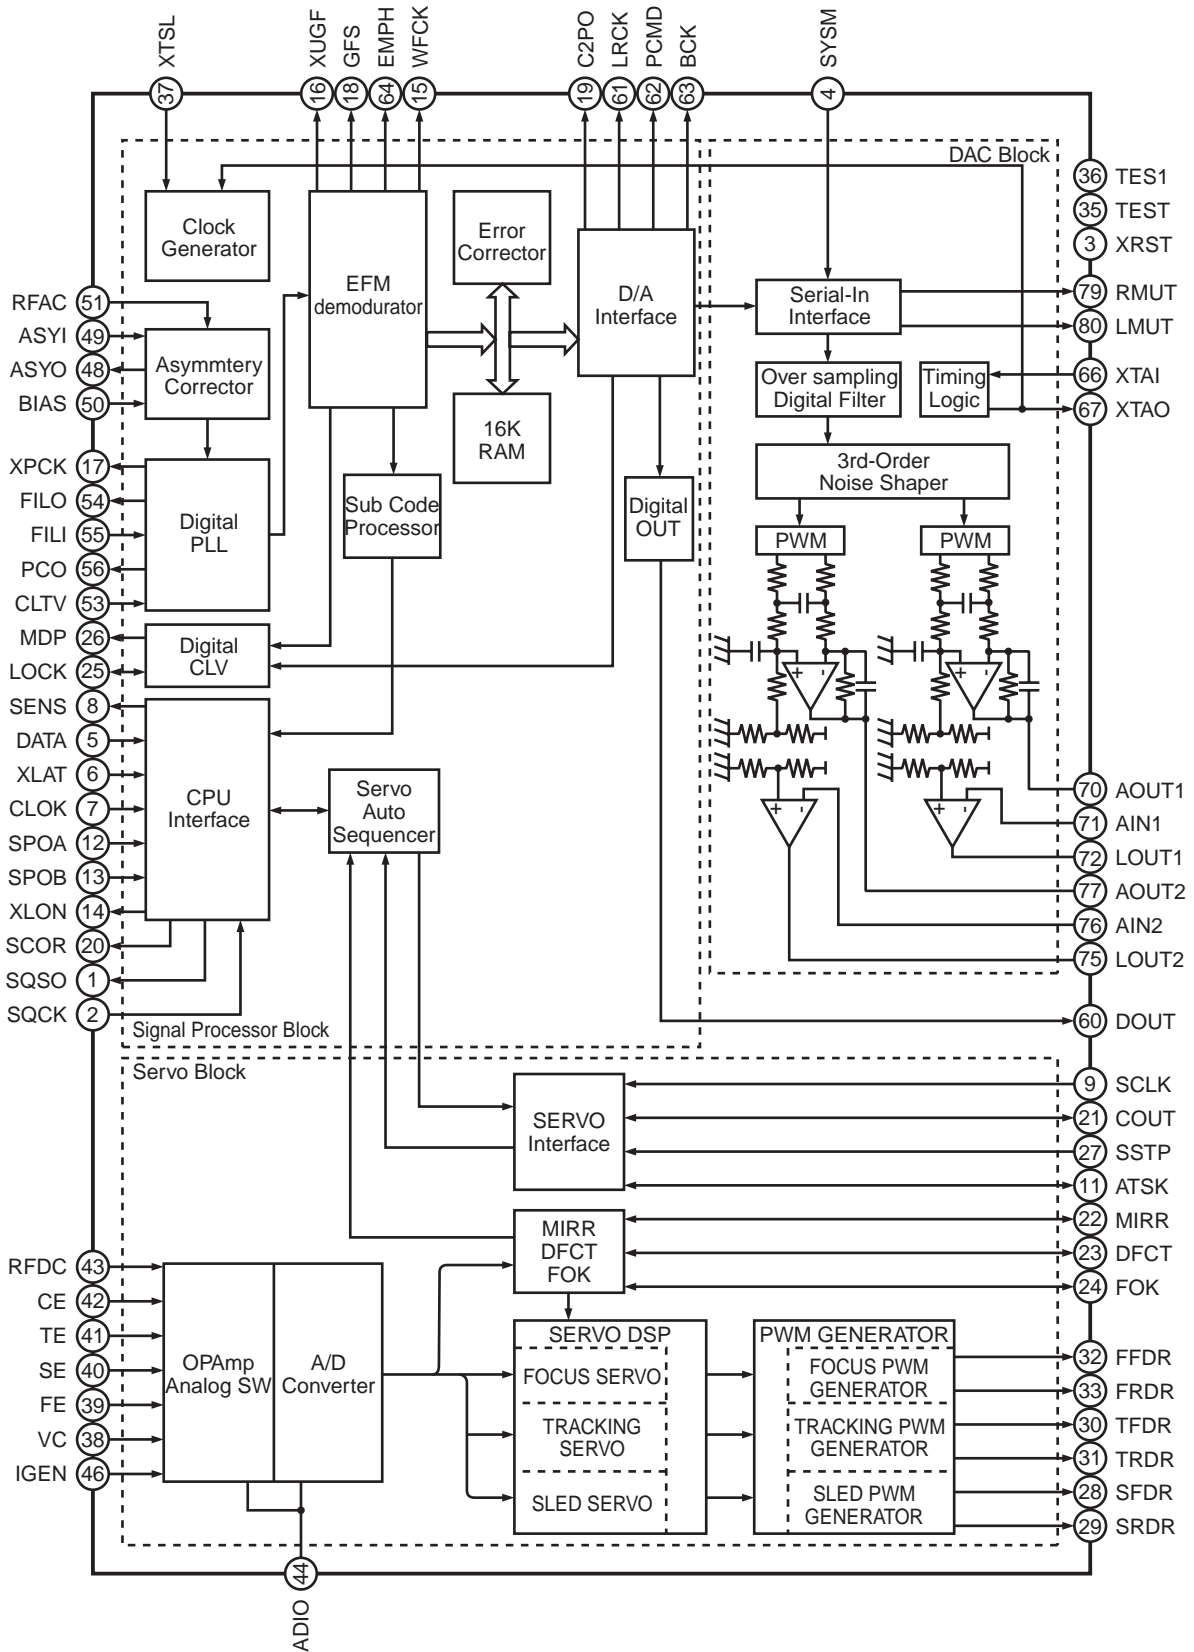 XTSL
XUGF
GFS
EMPH
WFCK
C2PO
LRCK
PCMD
BCK
SYSM
37
16
18
64
15
19
61
62
63
4
DAC Block
Clock
Generator
EFM
demodurator
Error
Corrector
D/A
Interface
Serial-In
Interface
36 TES1
35 TEST
3 XRST
79 RMUT
80 LMUT
66 XTAI
67 XTAO
RFAC 51
ASYI 49
ASYO 48
BIAS 50
Asymmtery
Corrector
16K
RAM
Over sampling
Digital Filter
Timing
Logic
3rd-Order
Noise Shaper
XPCK 17
FILO 54
FILI 55
PCO 56
CLTV 53
Digital
PLL
Sub Code
Processor
Digital
OUT
PWM
PWM
MDP 26
LOCK 25
Digital
CLV
+ -
+ -
SENS 8
DATA 5
XLAT 6
CLOK 7
SPOA 12
SPOB 13
XLON 14
SCOR 20
SQSO 1
SQCK 2
CPU
Interface
Servo
Auto
Sequencer
+ -
+ -
70 AOUT1
71 AIN1
72 LOUT1
77 AOUT2
76 AIN2
75 LOUT2
60 DOUT
Signal Processor Block
Servo Block
SERVO
Interface
9 SCLK
21 COUT
27 SSTP
11 ATSK
MIRR
DFCT
FOK
22 MIRR
23 DFCT
24 FOK
RFDC 43
CE 42
TE 41
SE 40
FE 39
VC 38
IGEN 46
OPAmp
Analog SW
A/D
Converter
SERVO DSP
FOCUS SERVO
TRACKING
SERVO
SLED SERVO
PWM GENERATOR
FOCUS PWM
GENERATOR
TRACKING PWM
GENERATOR
SLED PWM
GENERATOR
32 FFDR
33 FRDR
30 TFDR
31 TRDR
28 SFDR
29 SRDR
44
ADIO